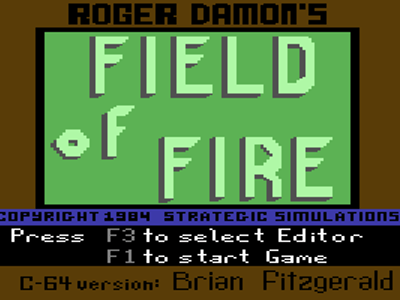 ROGER DAMON'S
FIELD
of
FIRE
COPYRIGHT 1984 STRATEGIC SIMULATIONS
Press F3 to select Editor
F1 to start Game
C-64 version: Brian Fitzgerald